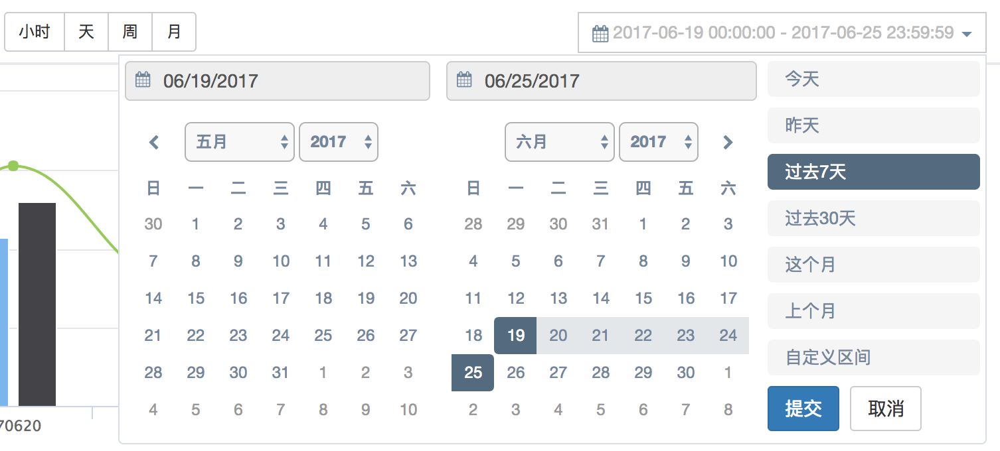 小时 天 周 月
2017-06-19 00:00:00 - 2017-06-25 23:59:59
06/19/2017 06/25/2017
五月 2017
日 一 二 三 四 五 六
30 1 2 3 4 5 6
7 8 9 10 11 12 13
14 15 16 17 18 19 20
21 22 23 24 25 26 27
28 29 30 31 1 2 3
4 5 6 7 8 9 10
六月 2017
日 一 二 三 四 五 六
28 29 30 31 1 2 3
4 5 6 7 8 9 10
11 12 13 14 15 16 17
18 19 20 21 22 23 24
25 26 27 28 29 30 1
2 3 4 5 6 7 8
今天
昨天
过去7天
过去30天
这个月
上个月
自定义区间
提交 取消
70620